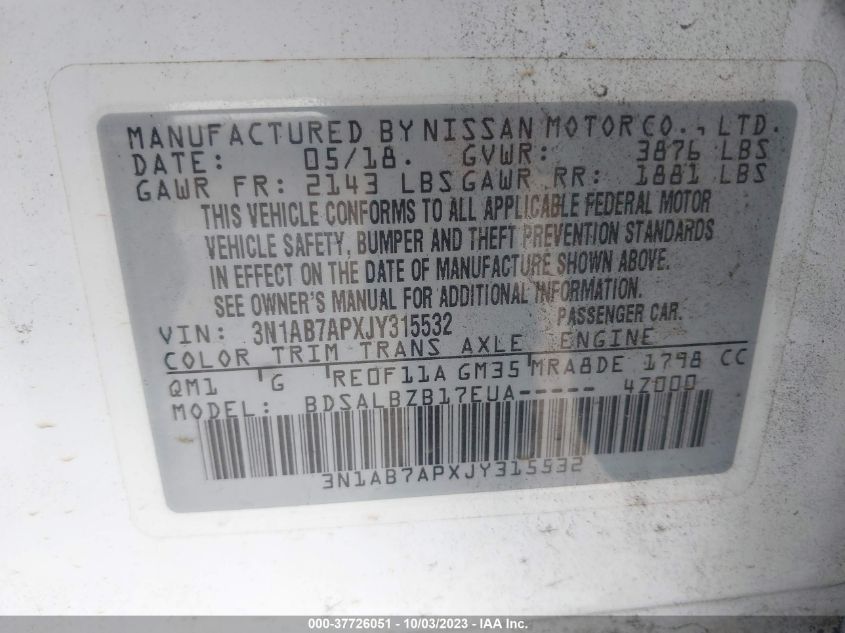 MANUFACTURED BY NISSAN MOTOR CO., LTD.
DATE: 05/18. GVWR: 3876 LBS
GAWR FR: 2143 LBS GAWR RR: 1881 LBS
THIS VEHICLE CONFORMS TO ALL APPLICABLE FEDERAL MOTOR
VEHICLE SAFETY, BUMPER AND THEFT PREVENTION STANDARDS
IN EFFECT ON THE DATE OF MANUFACTURE SHOWN ABOVE.
SEE OWNER'S MANUAL FOR ADDITIONAL INFORMATION.
VIN: 3N1AB7APXJY315532 PASSENGER CAR.
COLOR TRIM TRANS AXLE ENGINE
QM1 G RE0F11A GM35 MRA8DE 1798 CC
MODEL: BDSALBZB17EUA----- 4Z000
3N1AB7APXJY315532
000-37726051 - 10/03/2023 - IAA Inc.